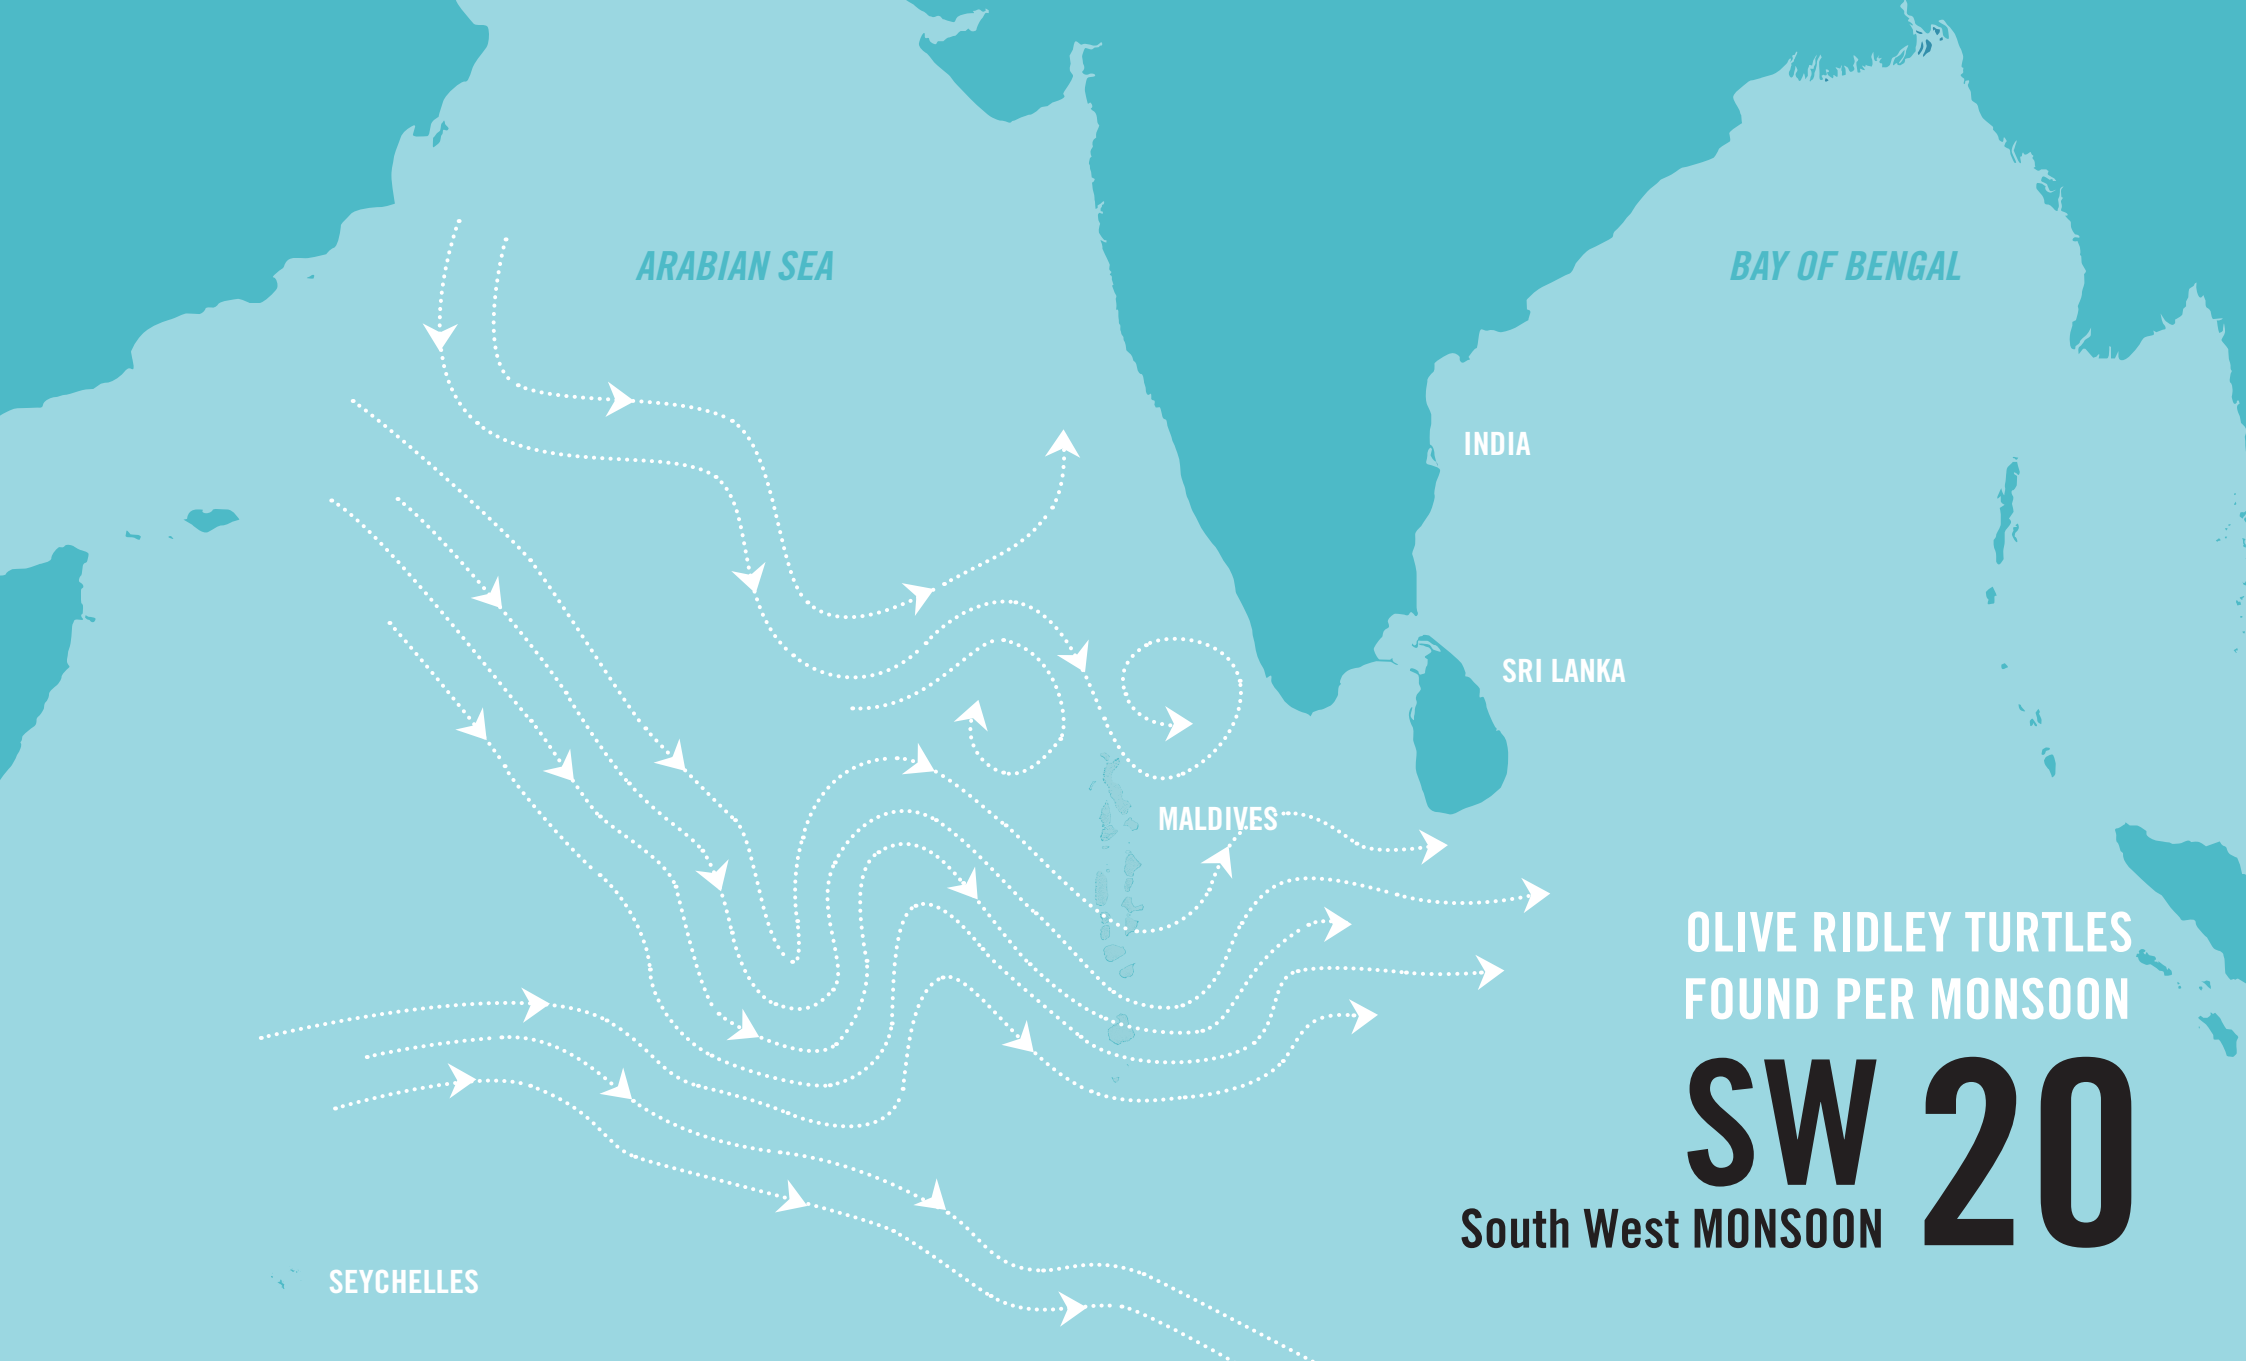 ARABIAN SEA
BAY OF BENGAL
INDIA
SRI LANKA
MALDIVES
OLIVE RIDLEY TURTLES
FOUND PER MONSOON
SW 20
South West MONSOON
SEYCHELLES